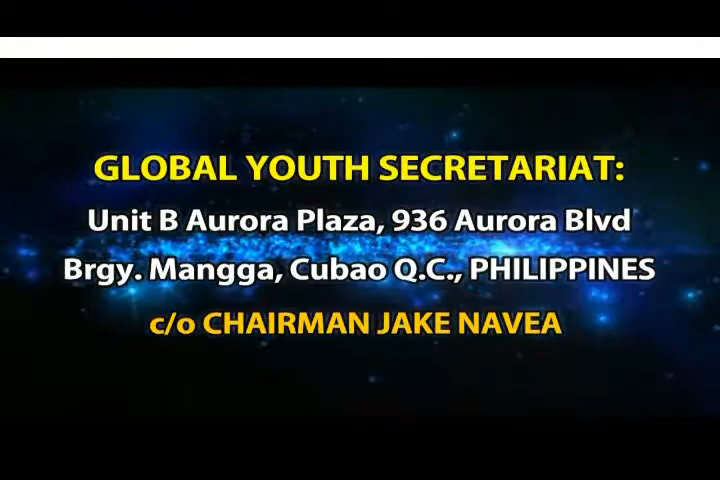 GLOBAL YOUTH SECRETARIAT:
Unit B Aurora Plaza, 936 Aurora Blvd
Brgy. Mangga, Cubao Q.C., PHILIPPINES
c/o CHAIRMAN JAKE NAVEA